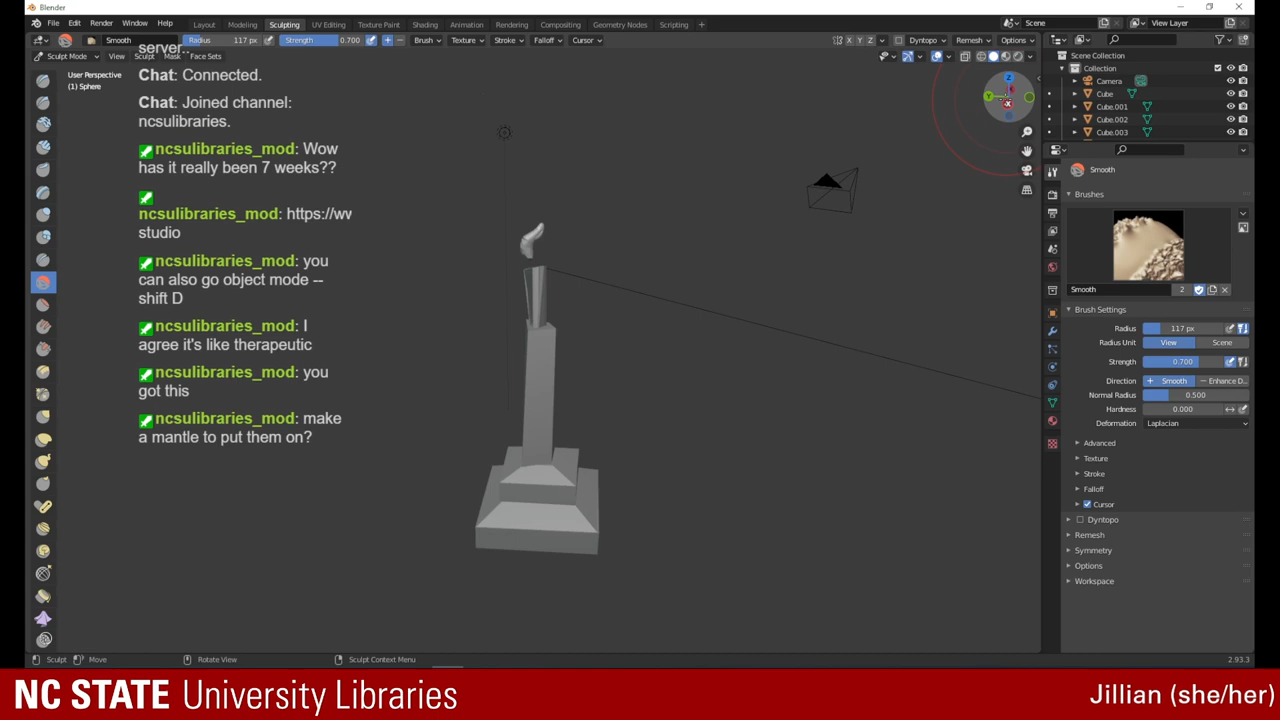 Blender
File Edit Render Window Help Layout Modeling Sculpting UV Editing Texture Paint Shading Animation Rendering Compositing Geometry Nodes Scripting + Scene View Layer
Smooth Radius 117 px Strength 0.700 Brush Texture Stroke Falloff Cursor X Y Z Dyntopo Remesh Options
Sculpt Mode View Sculpt Mask Face Sets
User Perspective
(1) Sphere
server..
Chat: Connected.
Chat: Joined channel:
ncsulibraries.
ncsulibraries_mod: Wow
has it really been 7 weeks??
ncsulibraries_mod: https://ww
studio
ncsulibraries_mod: you
can also go object mode --
shift D
ncsulibraries_mod: I
agree it's like therapeutic
ncsulibraries_mod: you
got this
ncsulibraries_mod: make
a mantle to put them on?
Z
Y
X
Scene Collection
Collection
Camera
Cube
Cube.001
Cube.002
Cube.003
Smooth
Brushes
Smooth 2
Brush Settings
Radius 117 px
Radius Unit View Scene
Strength 0.700
Direction + Smooth — Enhance D...
Normal Radius 0.500
Hardness 0.000
Deformation Laplacian
Advanced
Texture
Stroke
Falloff
Cursor
Dyntopo
Remesh
Symmetry
Options
Workspace
Sculpt Move Rotate View Sculpt Context Menu 2.93.3
NC STATE University Libraries
Jillian (she/her)